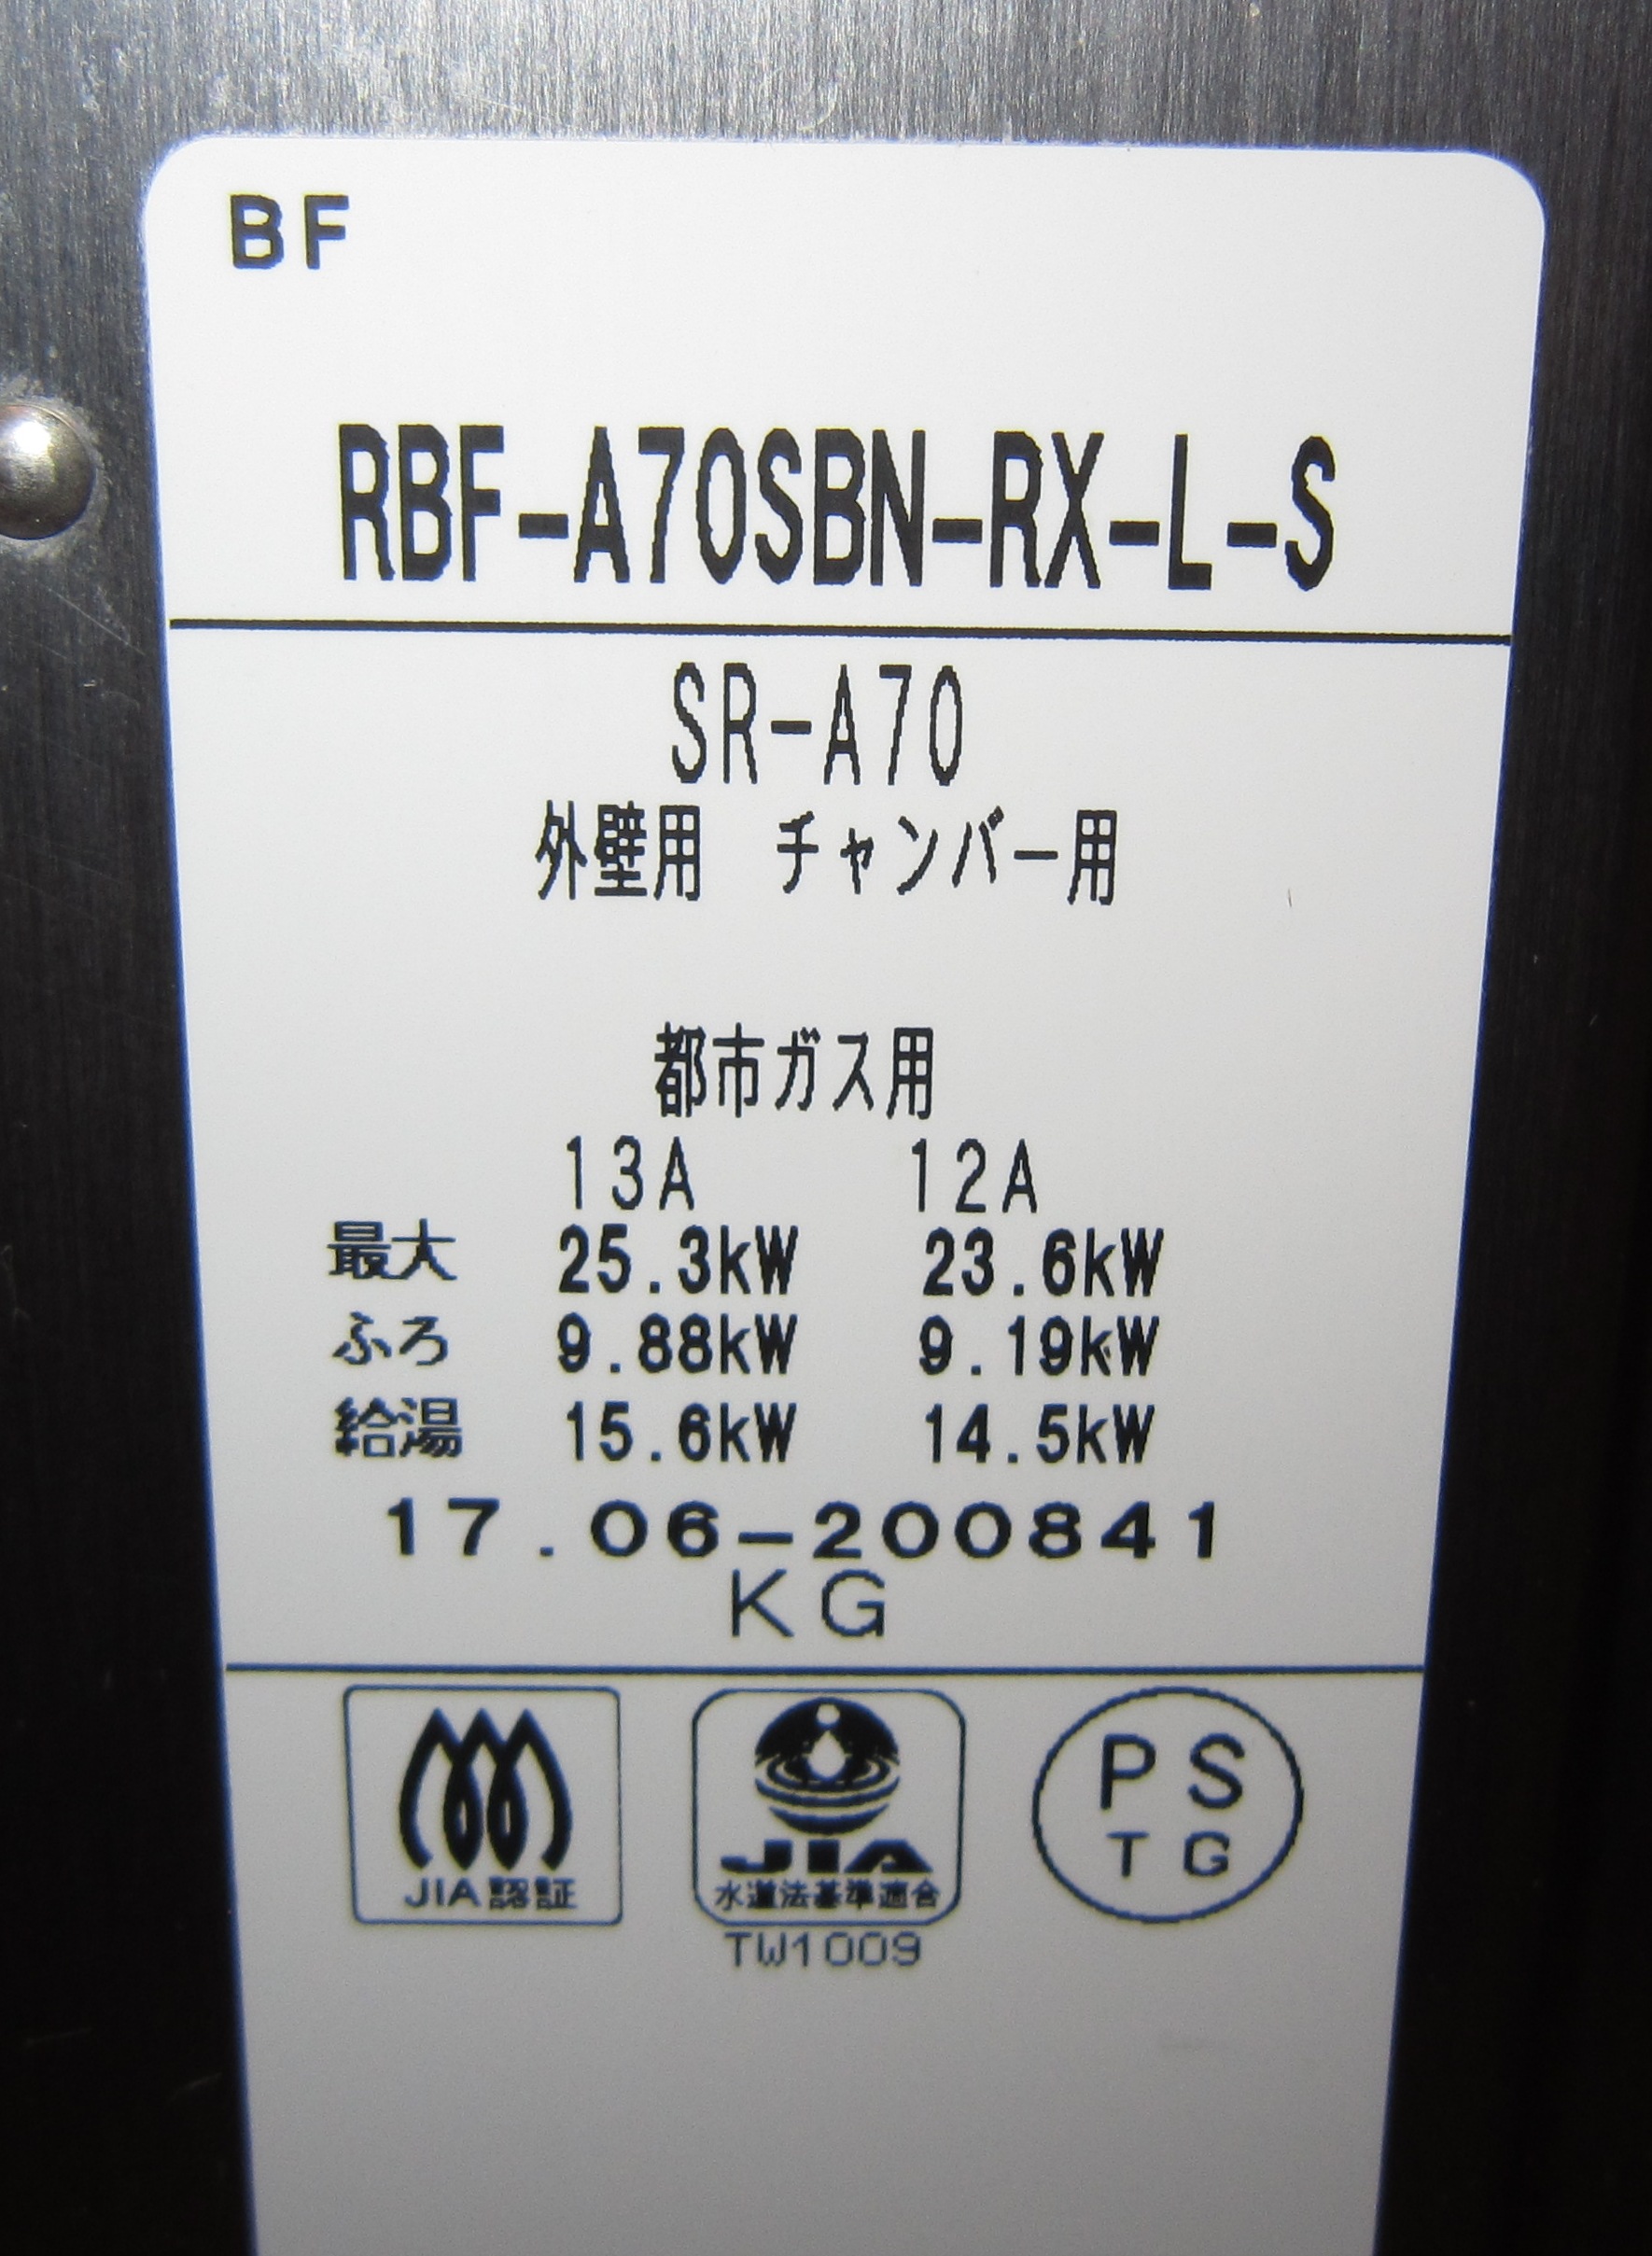 BF
RBF-A70SBN-RX-L-S
SR-A70
外壁用 チャンバー用
都市ガス用
13A 12A
最大 25.3kW 23.6kW
ふろ 9.88kW 9.19kW
給湯 15.6kW 14.5kW
17.06-200841
KG
JIA認証
JIA
水道法基準適合
TW1009
PS
TG